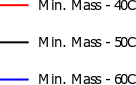 Min. Mass - 40C
Min. Mass - 50C
Min. Mass - 60C